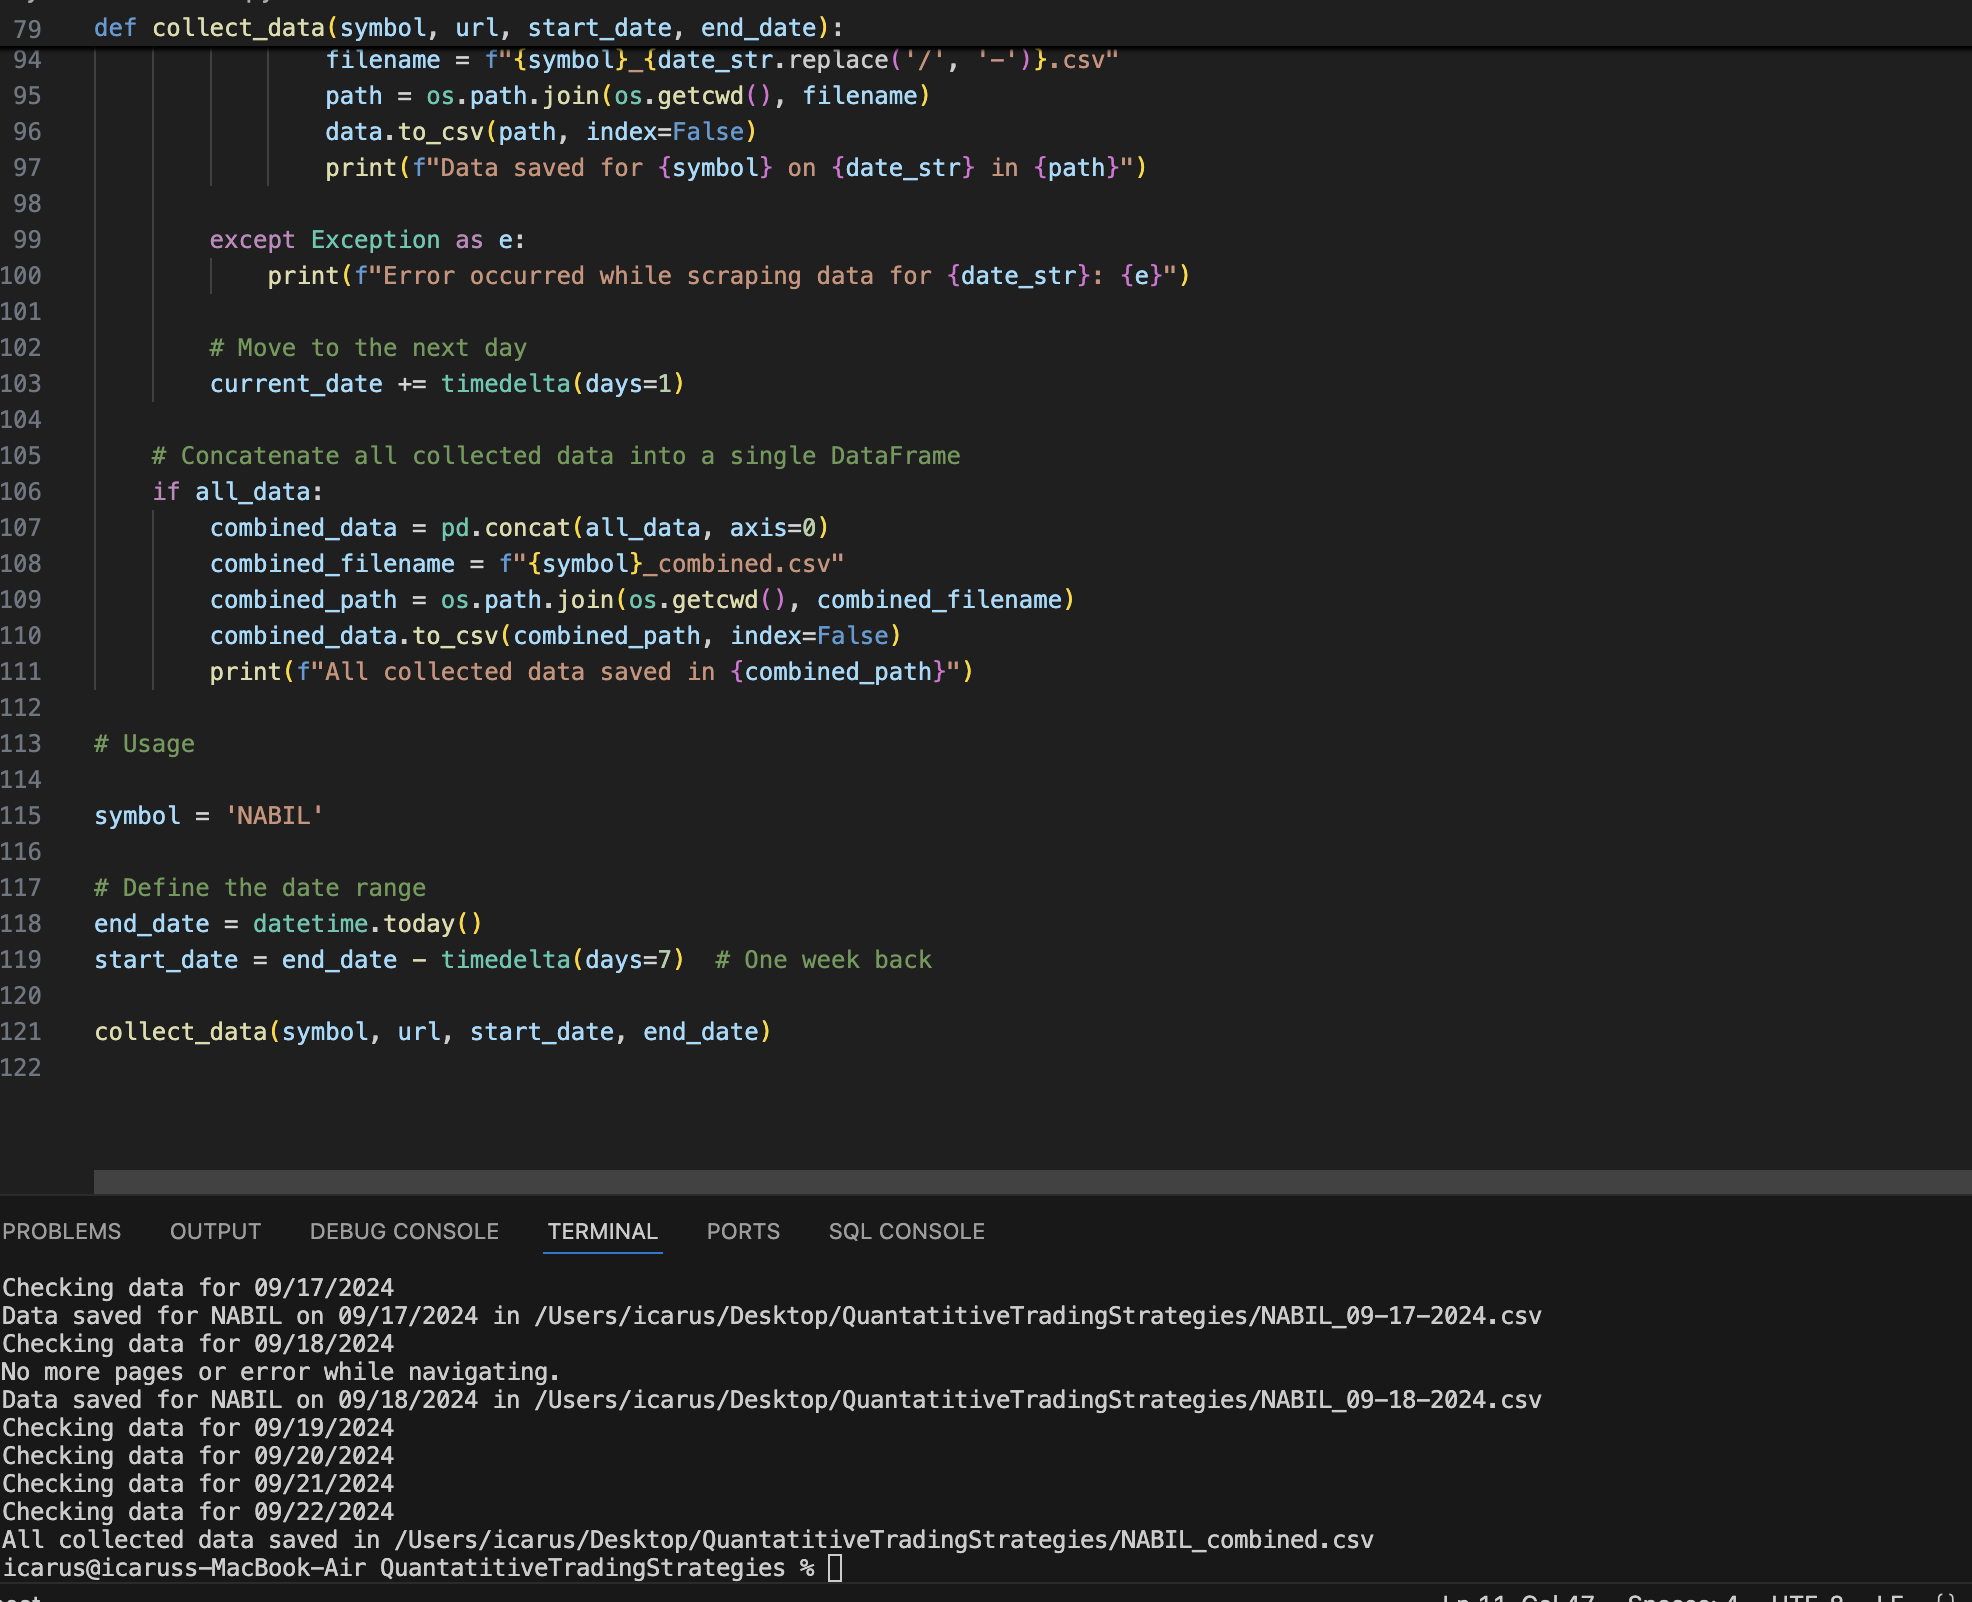 79 def collect_data(symbol, url, start_date, end_date):
94 filename = f"{symbol}_{date_str.replace('/', '-')}.csv"
95 path = os.path.join(os.getcwd(), filename)
96 data.to_csv(path, index=False)
97 print(f"Data saved for {symbol} on {date_str} in {path}")
98
99 except Exception as e:
100 print(f"Error occurred while scraping data for {date_str}: {e}")
101
102 # Move to the next day
103 current_date += timedelta(days=1)
104
105 # Concatenate all collected data into a single DataFrame
106 if all_data:
107 combined_data = pd.concat(all_data, axis=0)
108 combined_filename = f"{symbol}_combined.csv"
109 combined_path = os.path.join(os.getcwd(), combined_filename)
110 combined_data.to_csv(combined_path, index=False)
111 print(f"All collected data saved in {combined_path}")
112
113 # Usage
114
115 symbol = 'NABIL'
116
117 # Define the date range
118 end_date = datetime.today()
119 start_date = end_date - timedelta(days=7) # One week back
120
121 collect_data(symbol, url, start_date, end_date)
122
PROBLEMS OUTPUT DEBUG CONSOLE TERMINAL PORTS SQL CONSOLE
Checking data for 09/17/2024
Data saved for NABIL on 09/17/2024 in /Users/icarus/Desktop/QuantatitiveTradingStrategies/NABIL_09-17-2024.csv
Checking data for 09/18/2024
No more pages or error while navigating.
Data saved for NABIL on 09/18/2024 in /Users/icarus/Desktop/QuantatitiveTradingStrategies/NABIL_09-18-2024.csv
Checking data for 09/19/2024
Checking data for 09/20/2024
Checking data for 09/21/2024
Checking data for 09/22/2024
All collected data saved in /Users/icarus/Desktop/QuantatitiveTradingStrategies/NABIL_combined.csv
icarus@icaruss-MacBook-Air QuantatitiveTradingStrategies %
Ln 11, Col 47 Spaces: 4 UTF-8 LF {}